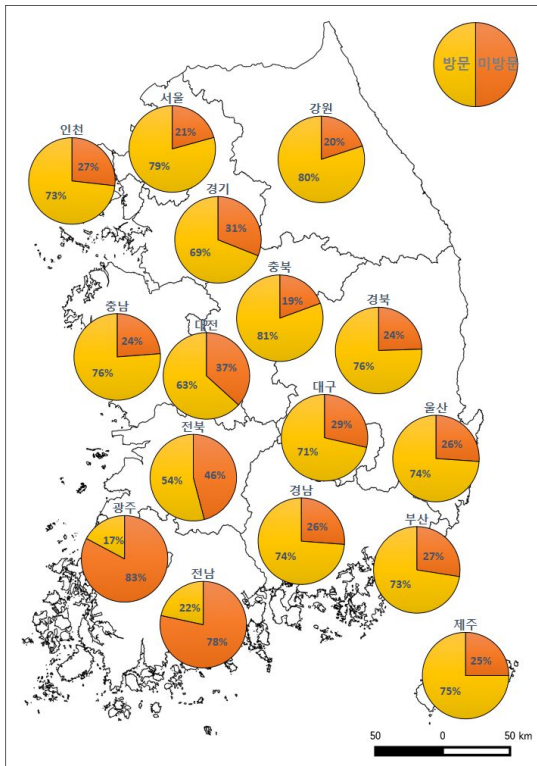 방문 미방문
서울
21%
79%
강원
20%
80%
인천
27%
73%
경기
31%
69%
충북
19%
81%
충남
24%
76%
대전
37%
63%
경북
24%
76%
대구
29%
71%
울산
26%
74%
전북
54% 46%
경남
26%
74%
광주
17%
83%
부산
27%
73%
전남
22%
78%
제주
25%
75%
50 0 50 km